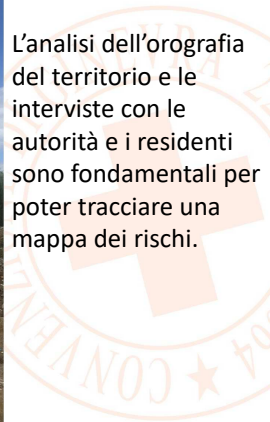 L'analisi dell'orografia
del territorio e le
interviste con le
autorità e i residenti
sono fondamentali per
poter tracciare una
mappa dei rischi.